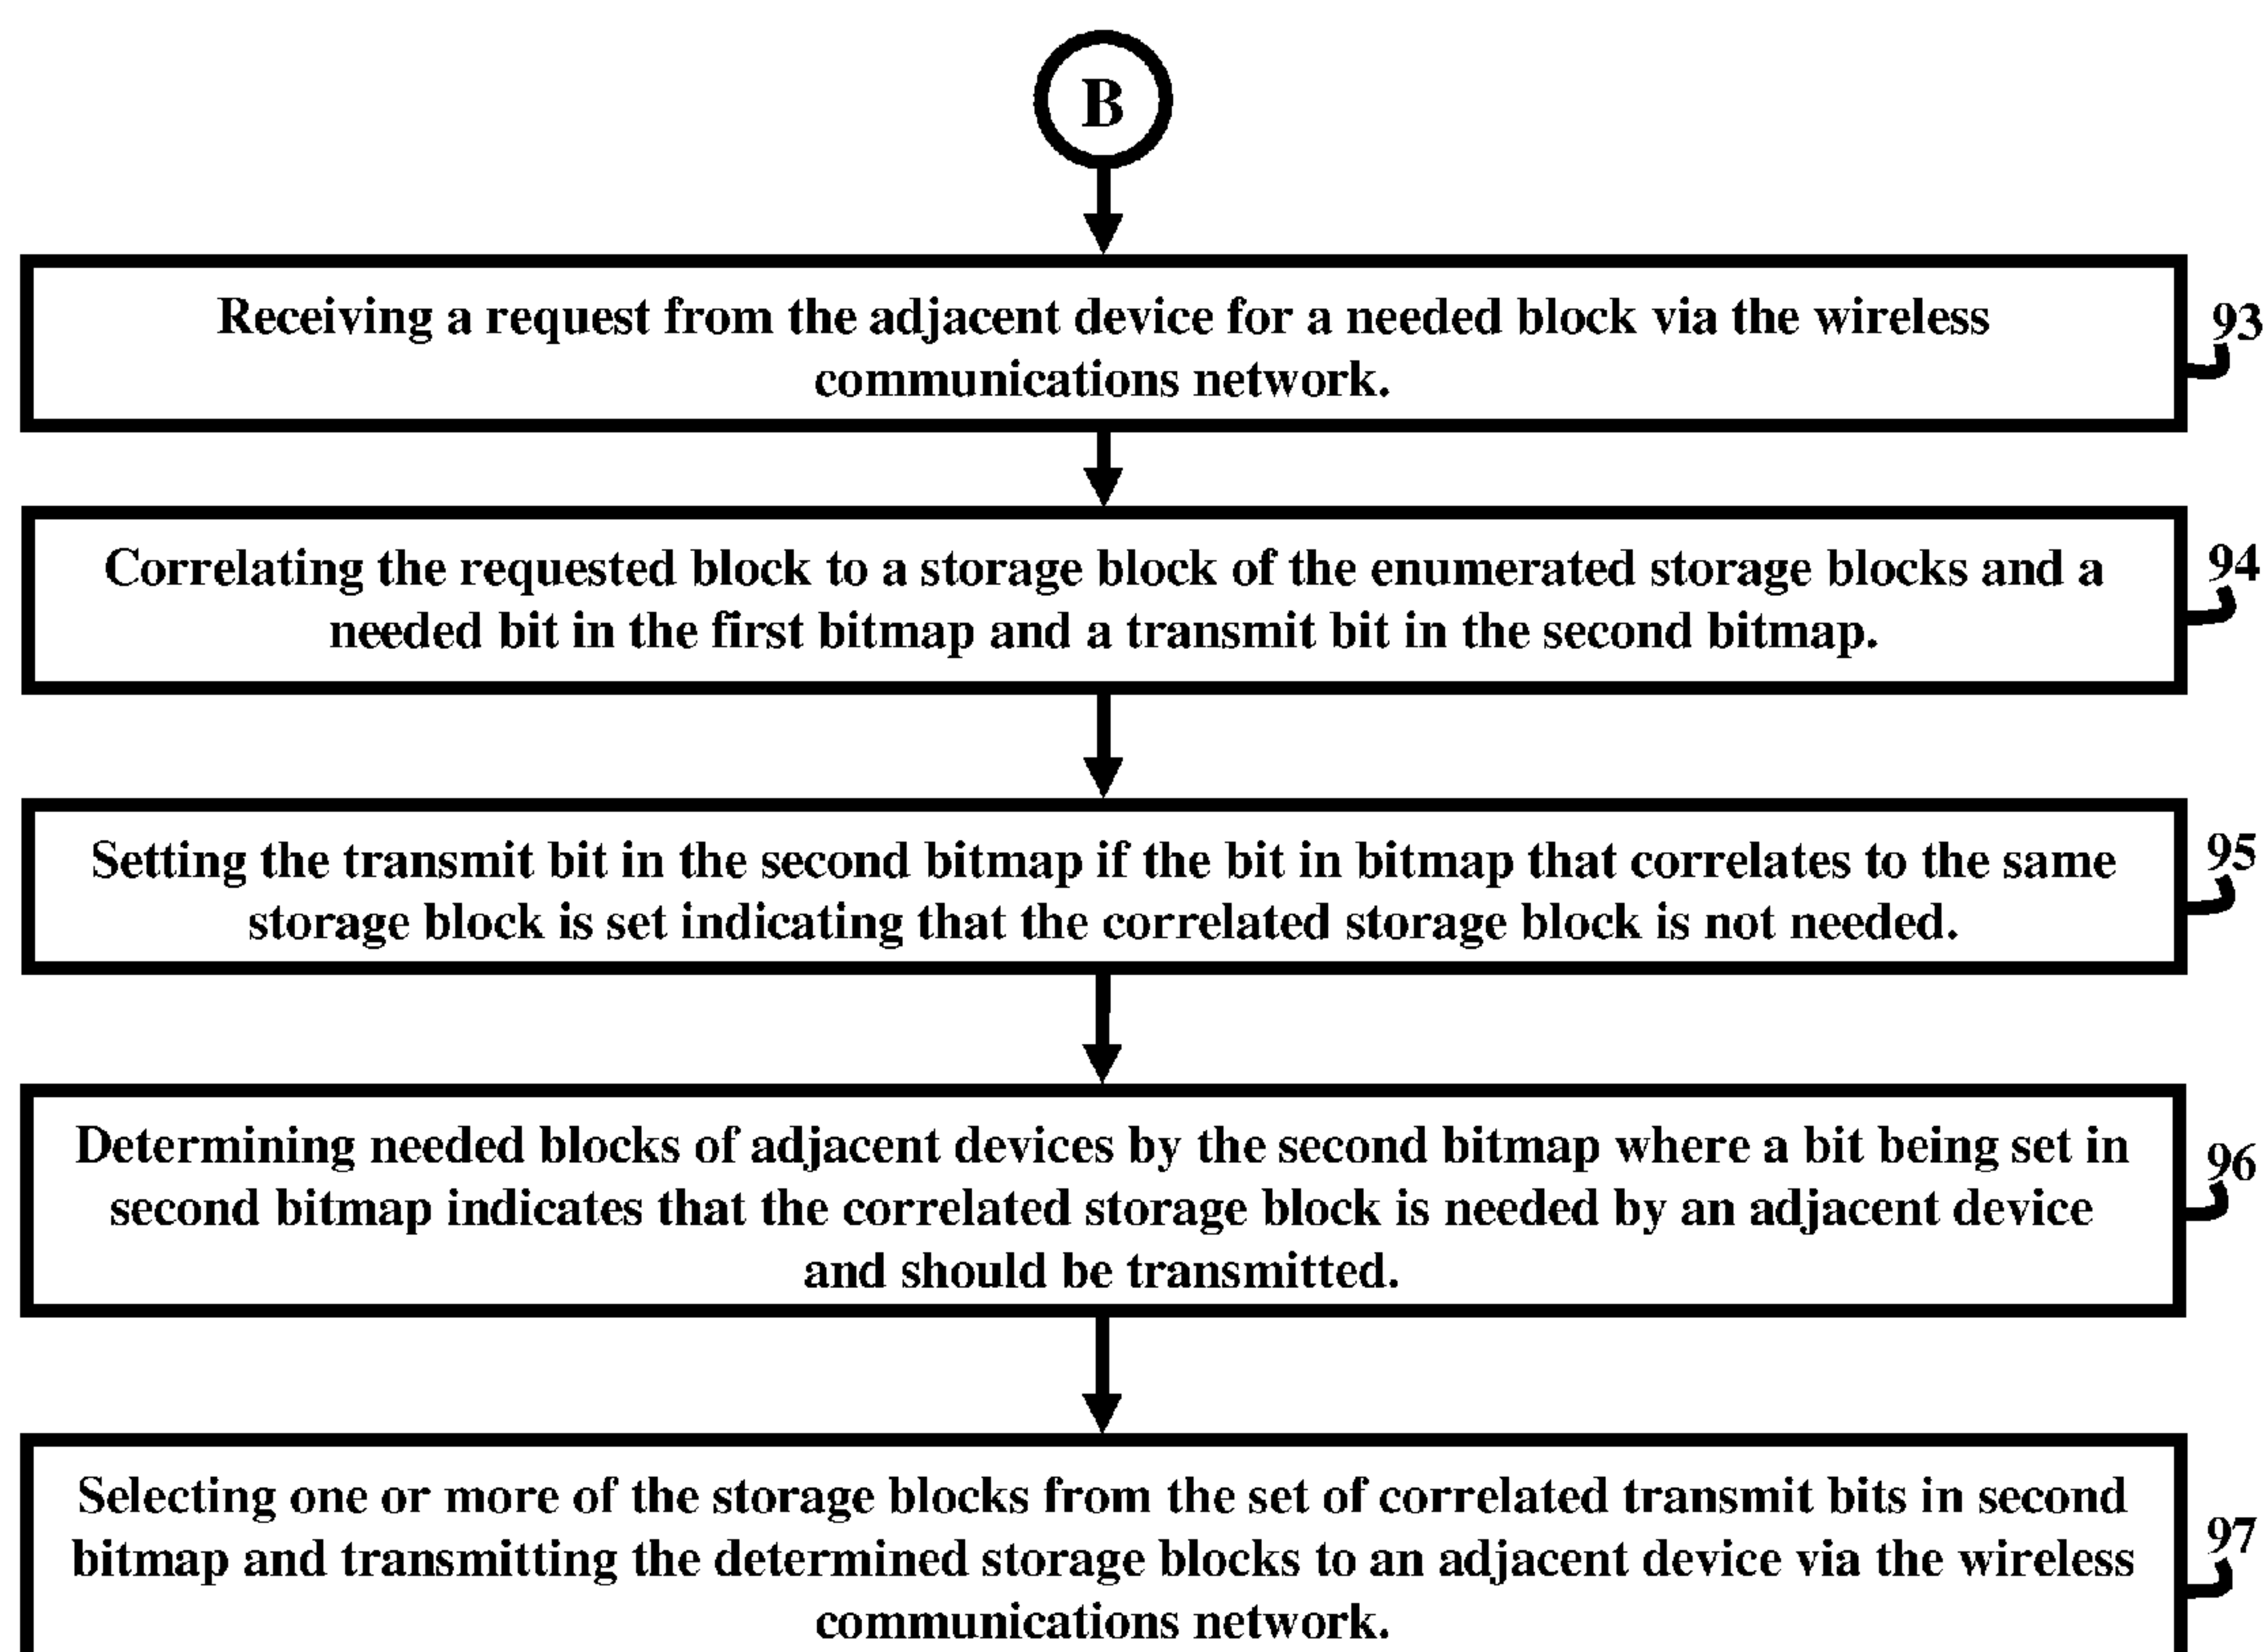 B
Receiving a request from the adjacent device for a needed block via the wireless
communications network.
93
Correlating the requested block to a storage block of the enumerated storage blocks and a
needed bit in the first bitmap and a transmit bit in the second bitmap.
94
Setting the transmit bit in the second bitmap if the bit in bitmap that correlates to the same
storage block is set indicating that the correlated storage block is not needed.
95
Determining needed blocks of adjacent devices by the second bitmap where a bit being set in
second bitmap indicates that the correlated storage block is needed by an adjacent device
and should be transmitted.
96
Selecting one or more of the storage blocks from the set of correlated transmit bits in second
bitmap and transmitting the determined storage blocks to an adjacent device via the wireless
communications network.
97